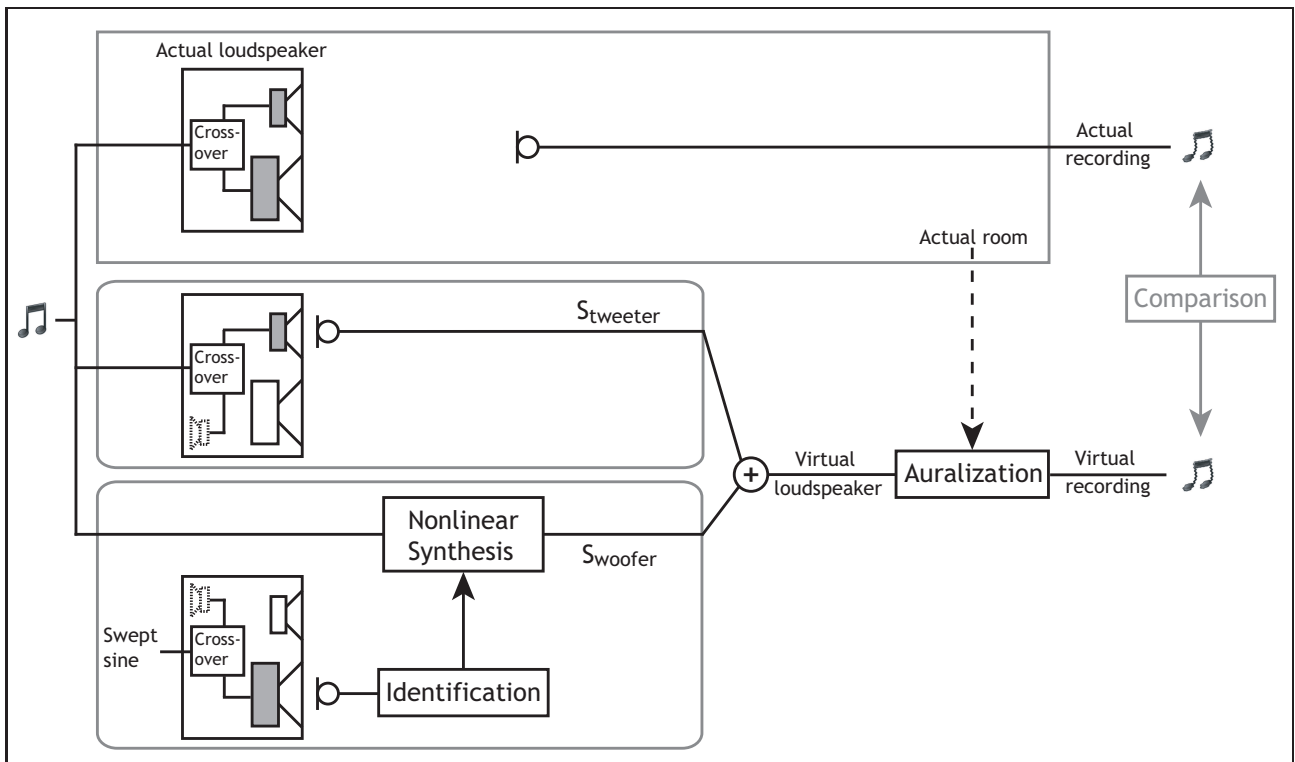 Actual loudspeaker
Cross-
over
Actual
recording
Actual room
Comparison
Cross-
over
Stweeter
Virtual
loudspeaker
Auralization
Virtual
recording
Nonlinear
Synthesis
Swoofer
Swept
sine
Cross-
over
Identification
+